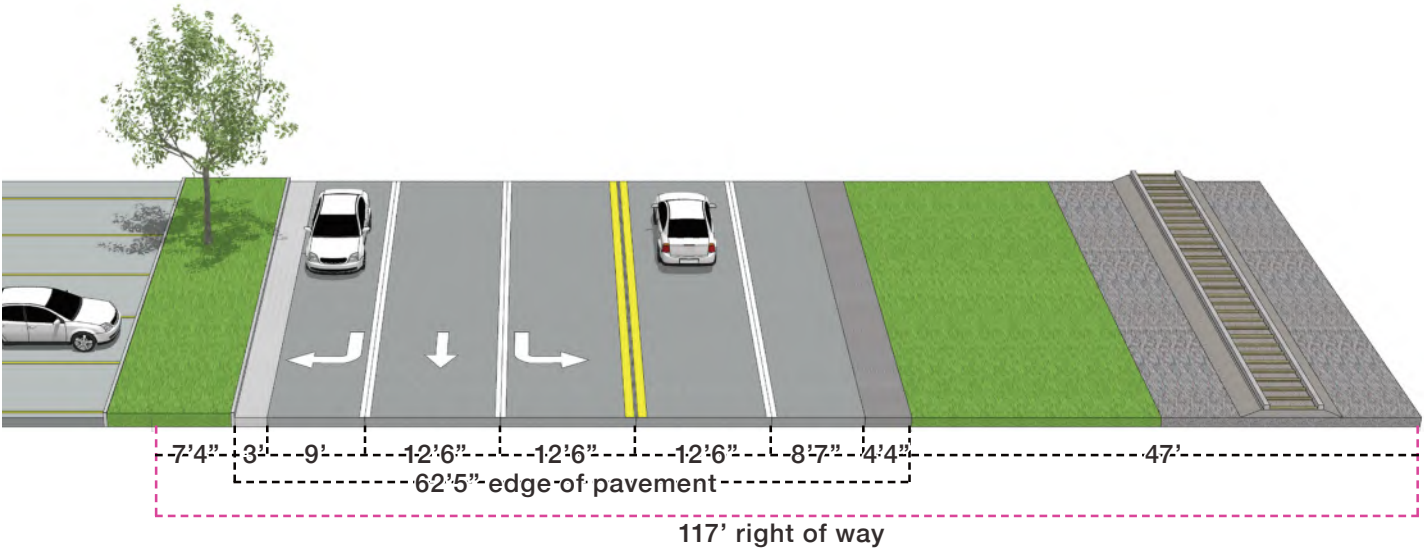 7’4” 3’ 9’ 12’6” 12’6” 12’6” 8’7” 4’4” 47’
62’5” edge of pavement
117’ right of way